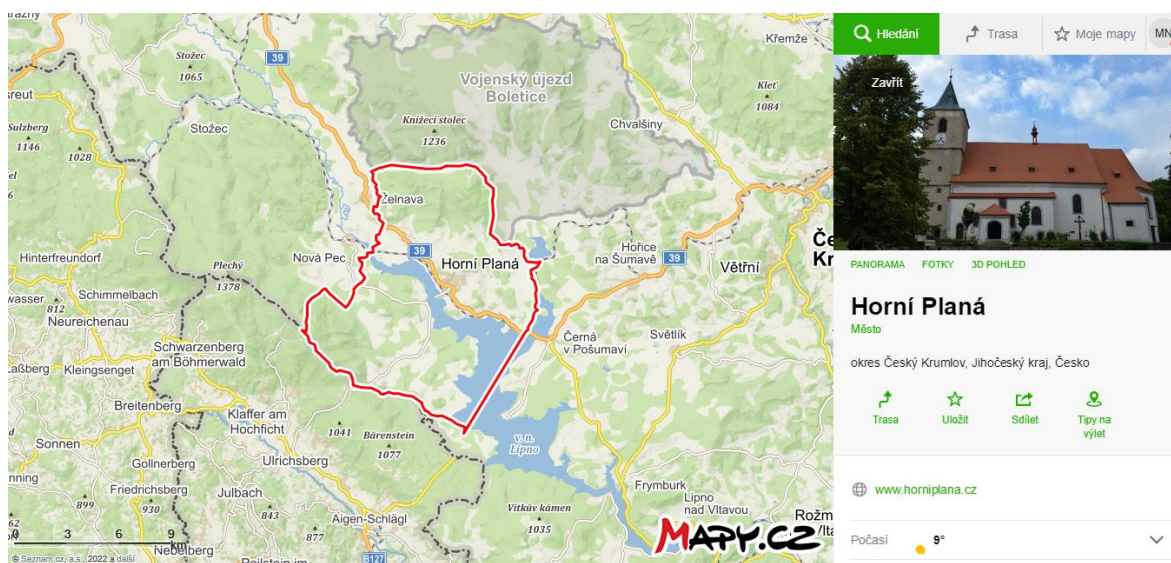 39
Křemže
Stožec
1065
Vojenský újezd
Boletice
Kleť
1084
Sulzberg
1146
1028
Stožec
Knížecí stolec
1236
Chvalšiny
Želnava
39
Hinterfreundorf
Nová Pec
Horní Planá
Hořice
na Šumavě
39
Větřní
Plechý
1378
812
Schimmelbach
Neureichenau
Černá
v Pošumaví
Světlík
Schwarzenberg
am Böhmerwald
Kleingsenget
Breitenberg
Klaffer am
Hochficht
1041
Bärenstein
1077
v. n.
Lipno
Sonnen
Ulrichsberg
Gollnerberg
Friedrichsberg
930
899
Julbach
843
877
Aigen-Schlägl
Vítkův kámen
1035
Frymburk
Lipno
nad Vltavou
0 3 6 9
km
Nebelberg
B127
© Seznam.cz, a.s., 2022 a další
MAPY.CZ
Hledání
Trasa
Moje mapy
MN
Zavřít
PANORAMA FOTKY 3D POHLED
Horní Planá
Město
okres Český Krumlov, Jihočeský kraj, Česko
Trasa
Uložit
Sdílet
Tipy na
výlet
www.horniplana.cz
Počasí 9°